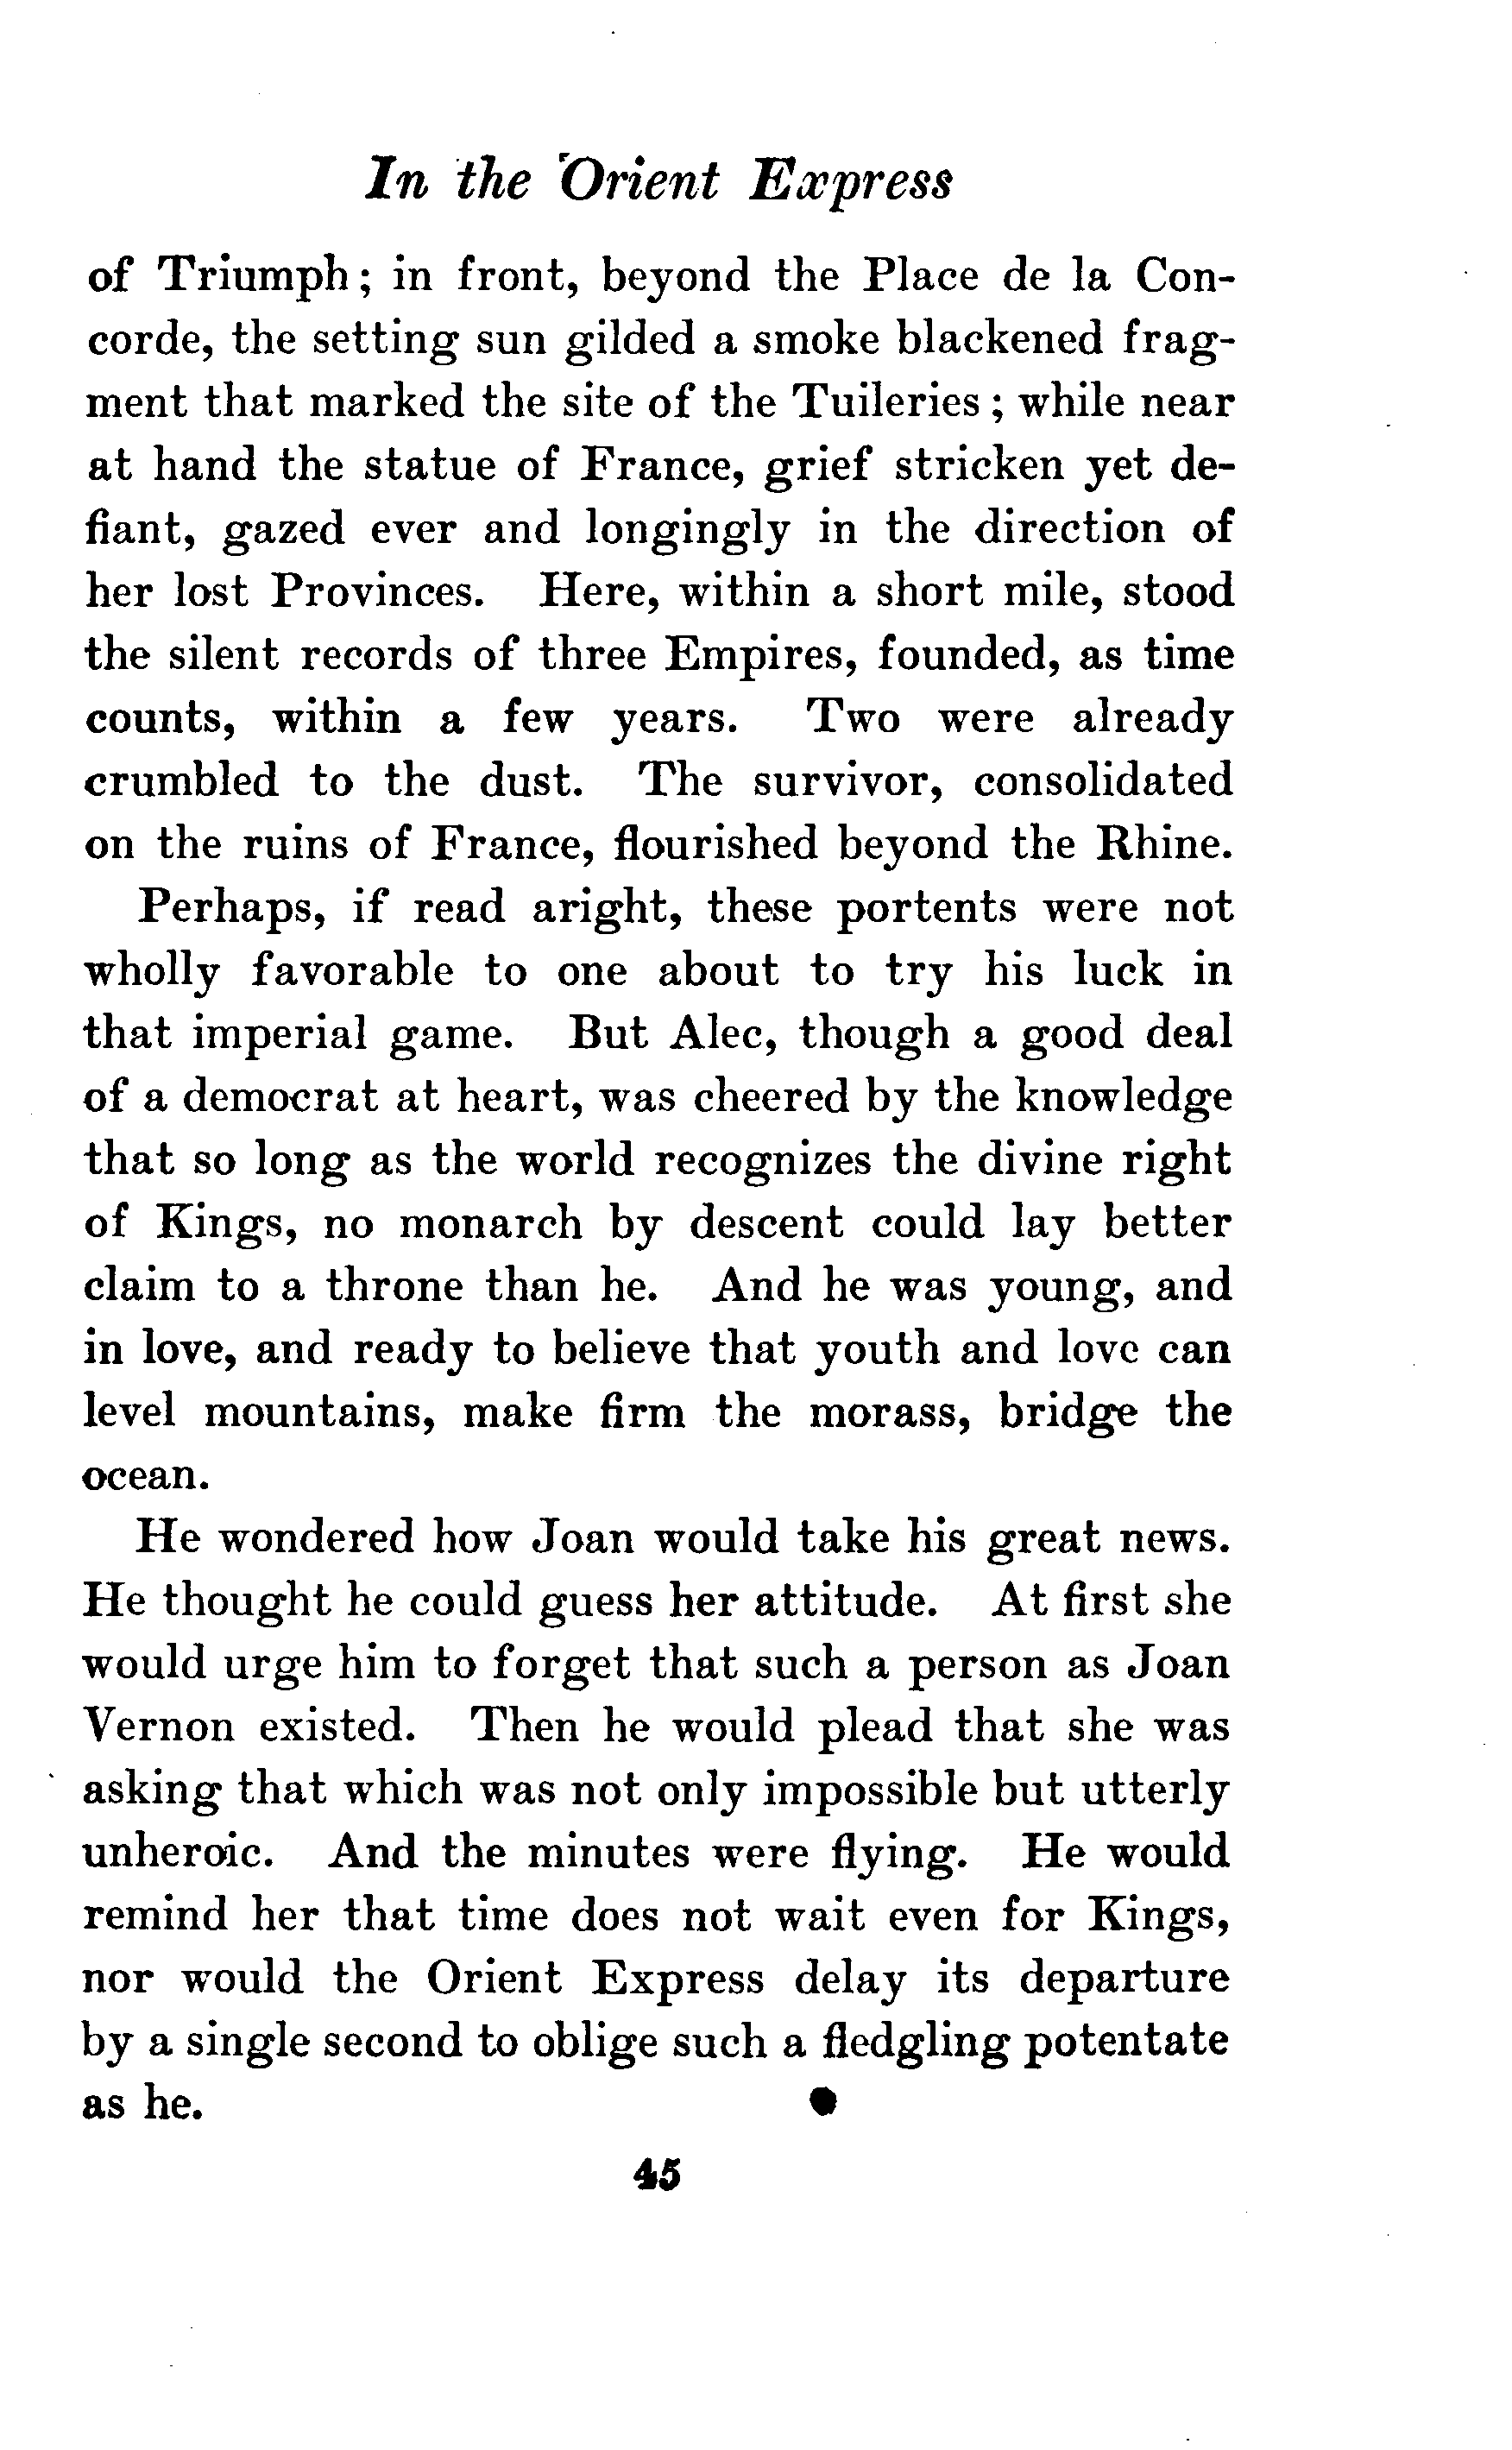 In the Orient Express
of Triumph; in front, beyond the Place de la Con-
corde, the setting sun gilded a smoke blackened frag-
ment that marked the site of the Tuileries; while near
at hand the statue of France, grief stricken yet de-
fiant, gazed ever and longingly in the direction of
her lost Provinces. Here, within a short mile, stood
the silent records of three Empires, founded, as time
counts, within a few years. Two were already
crumbled to the dust. The survivor, consolidated
on the ruins of France, flourished beyond the Rhine.
Perhaps, if read aright, these portents were not
wholly favorable to one about to try his luck in
that imperial game. But Alec, though a good deal
of a democrat at heart, was cheered by the knowledge
that so long as the world recognizes the divine right
of Kings, no monarch by descent could lay better
claim to a throne than he. And he was young, and
in love, and ready to believe that youth and love can
level mountains, make firm the morass, bridge the
ocean.
He wondered how Joan would take his great news.
He thought he could guess her attitude. At first she
would urge him to forget that such a person as Joan
Vernon existed. Then he would plead that she was
asking that which was not only impossible but utterly
unheroic. And the minutes were flying. He would
remind her that time does not wait even for Kings,
nor would the Orient Express delay its departure
by a single second to oblige such a fledgling potentate
as he.
45